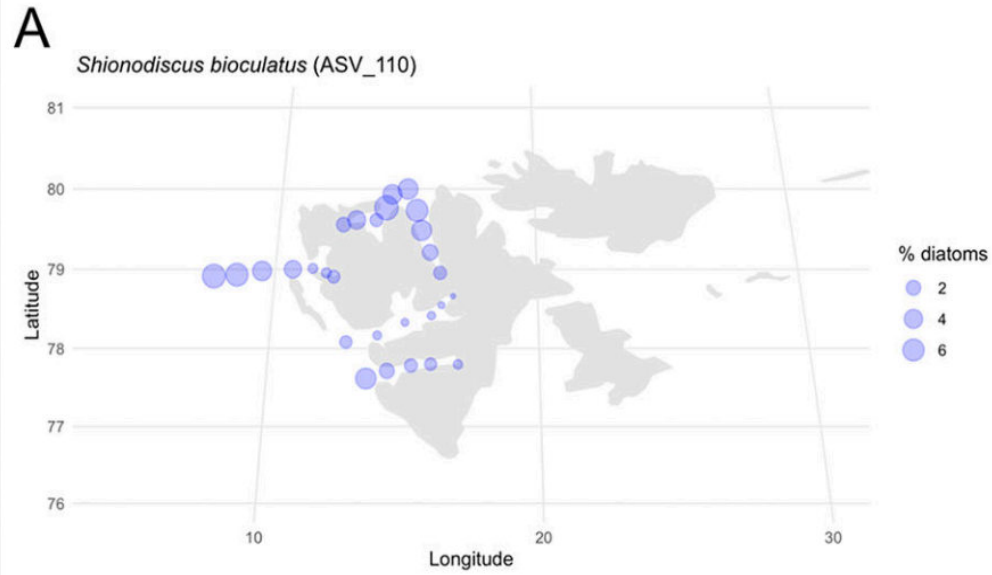 A
Shionodiscus bioculatus (ASV_110)
81
80
79
78
77
76
Latitude
10
20
30
Longitude
% diatoms
2
4
6